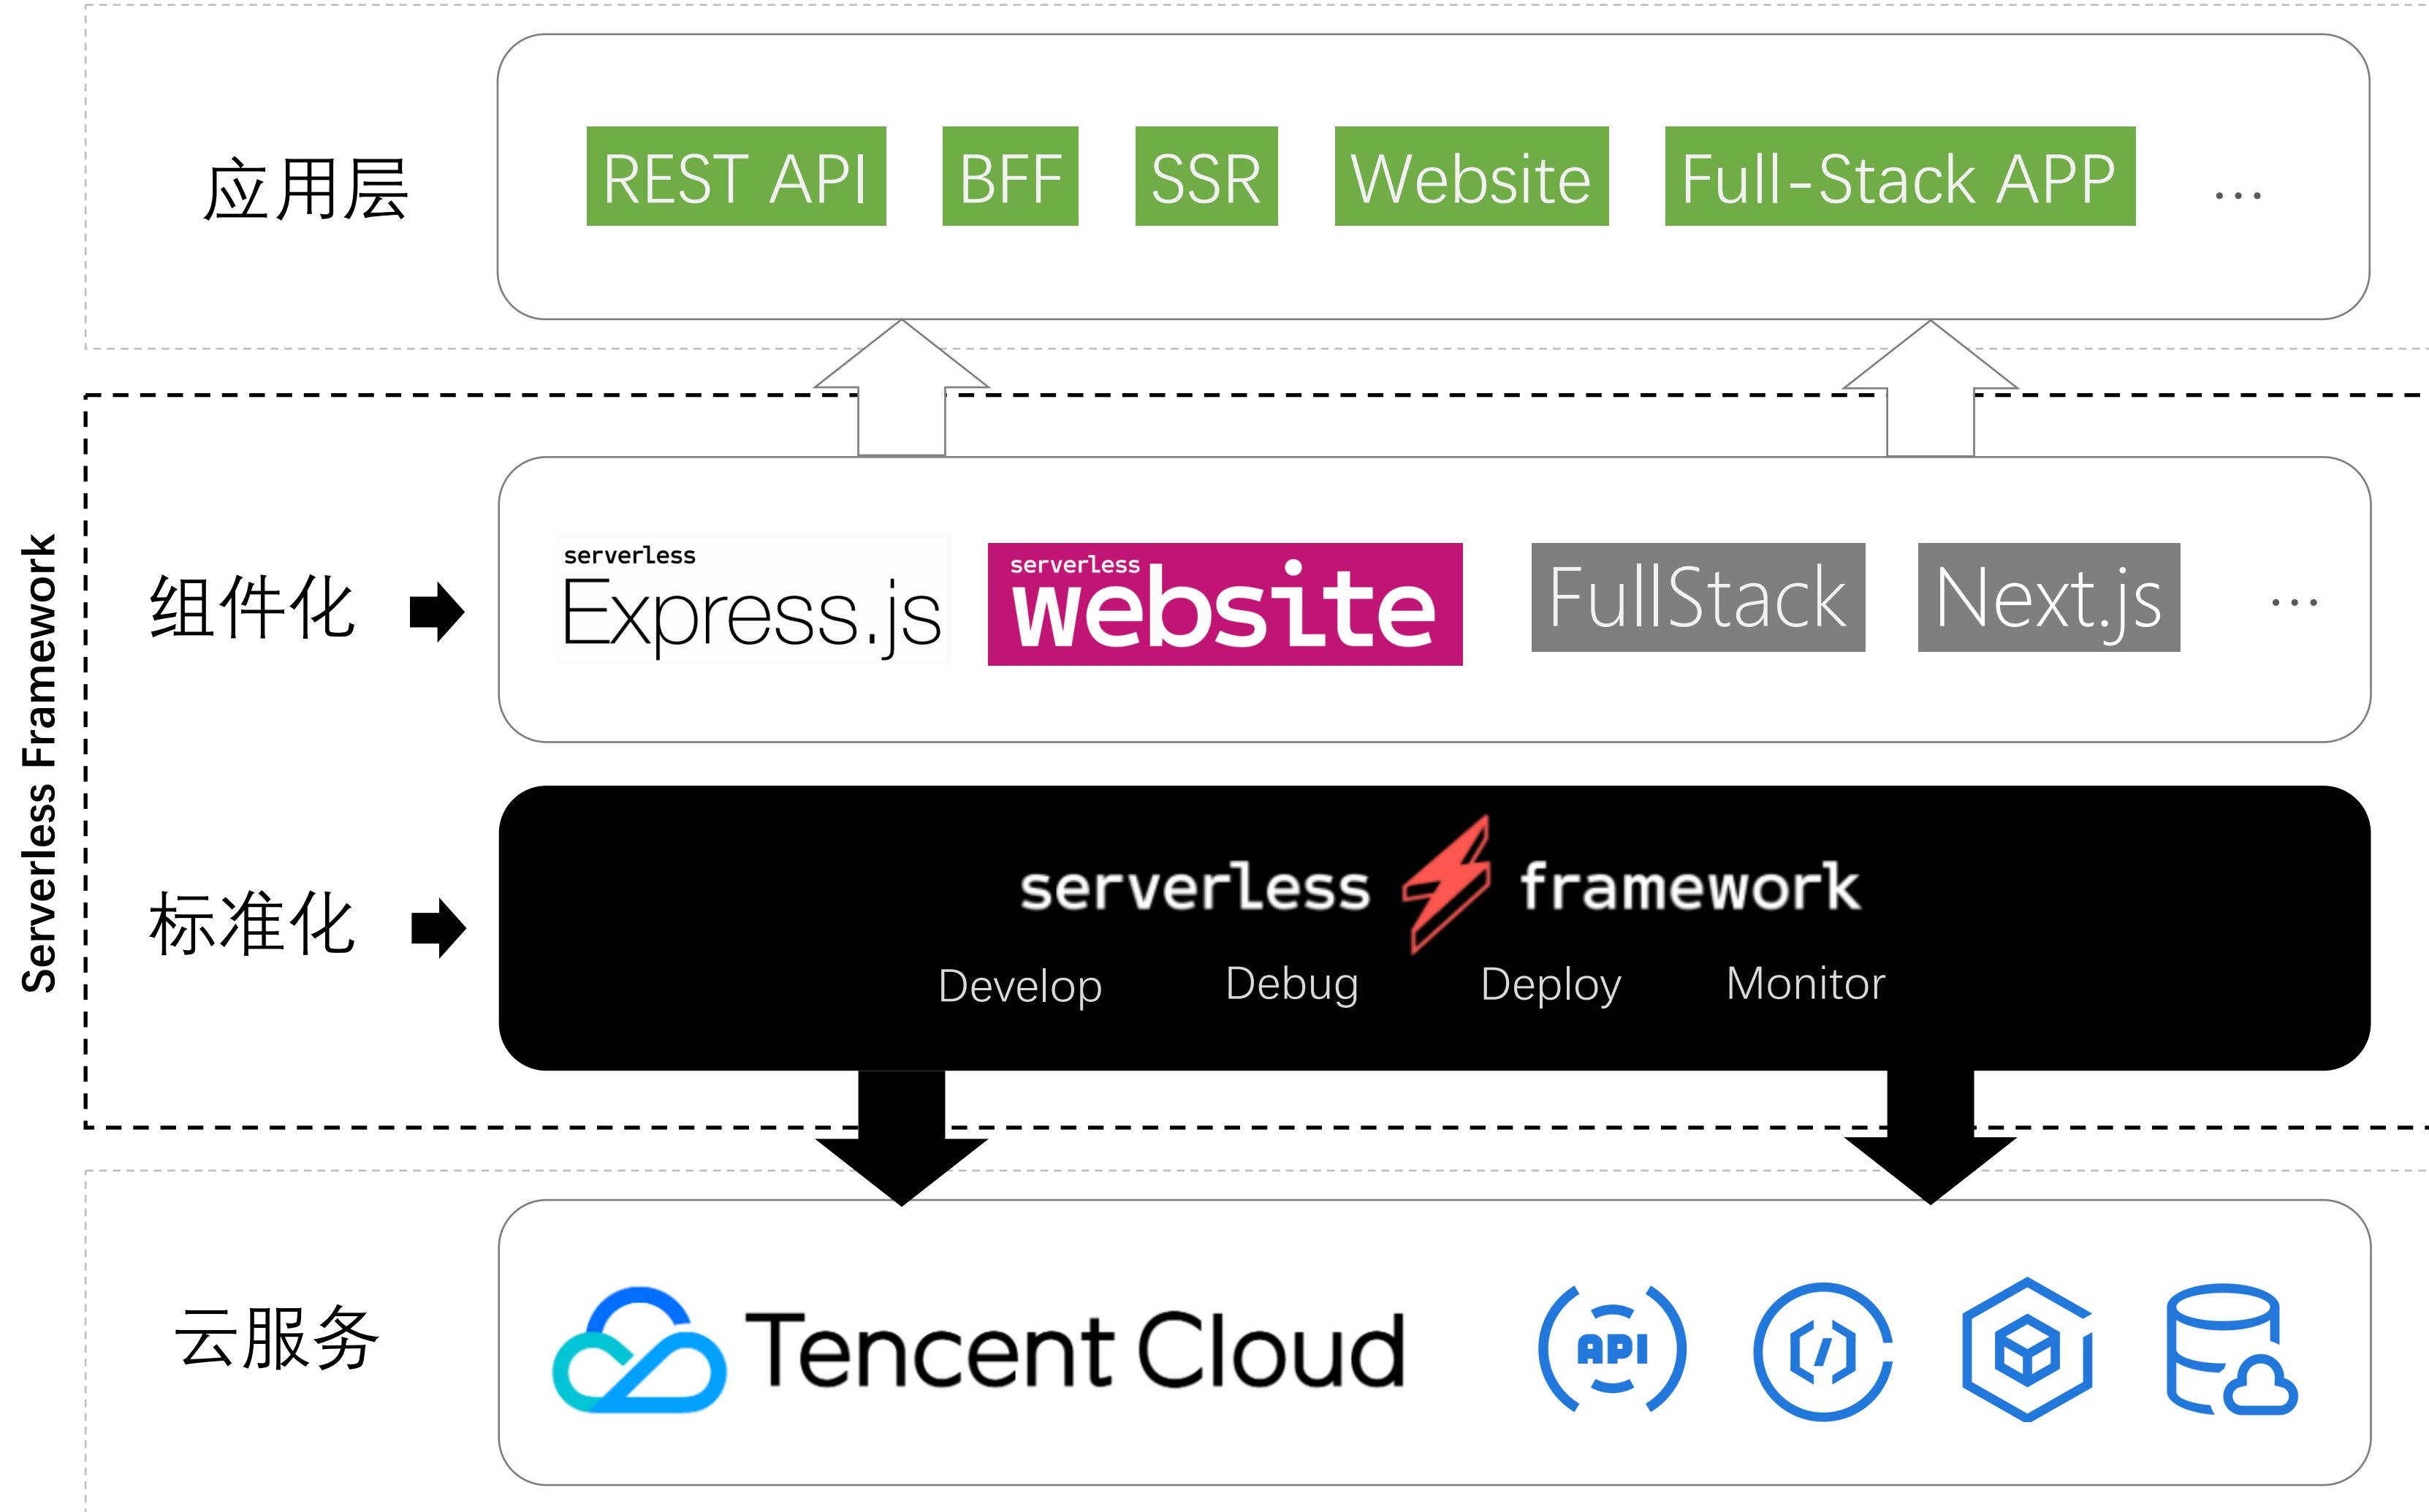 应用层
REST API BFF SSR Website Full-Stack APP ...
Serverless Framework
组件化
serverless
Express.js
serverless
website
FullStack Next.js ...
标准化
serverless framework
Develop Debug Deploy Monitor
云服务
Tencent Cloud
API